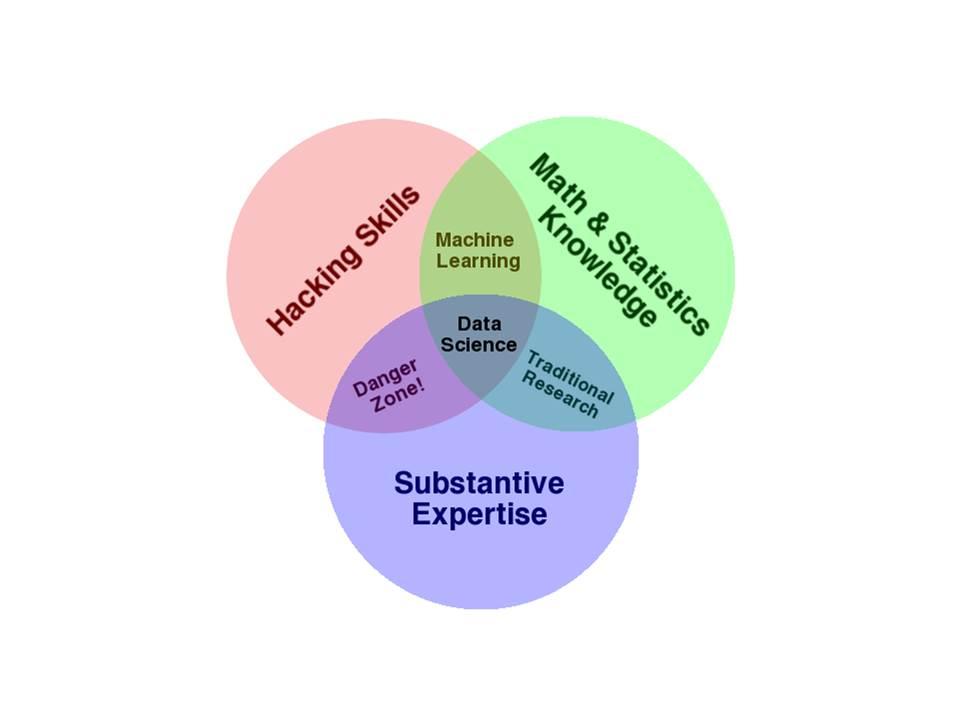 Hacking Skills
Math & Statistics
Knowledge
Machine
Learning
Data
Science
Danger
Zone!
Traditional
Research
Substantive
Expertise